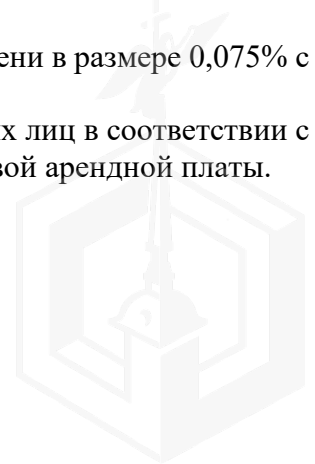 ени в размере 0,075% с
х лиц в соответствии с
вой арендной платы.